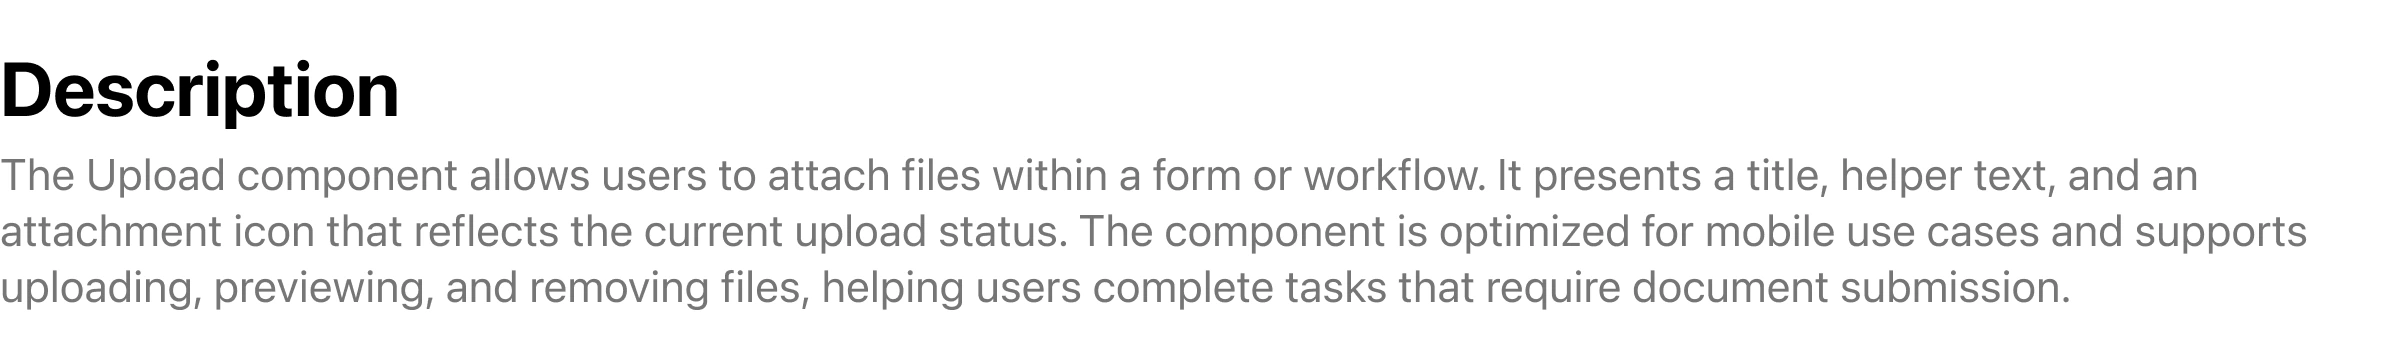 Description
The Upload component allows users to attach files within a form or workflow. It presents a title, helper text, and an
attachment icon that reflects the current upload status. The component is optimized for mobile use cases and supports
uploading, previewing, and removing files, helping users complete tasks that require document submission.